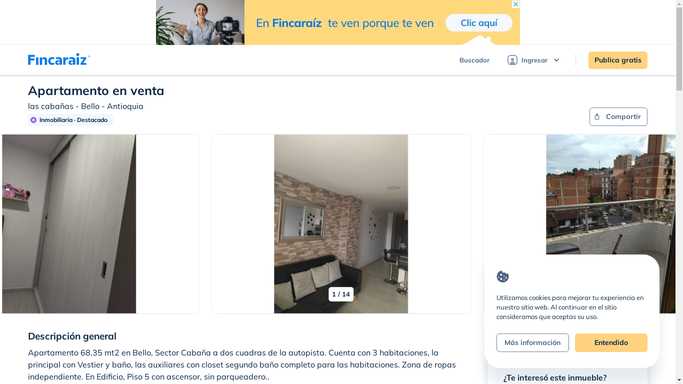 En Fincaraíz te ven porque te ven
Clic aquí
Fincaraíz
Buscador
Ingresar
Publica gratis
Apartamento en venta
las cabañas - Bello - Antioquia
Inmobiliaria · Destacado
Compartir
1 / 14
Utilizamos cookies para mejorar tu experiencia en
nuestro sitio web. Al continuar en el sitio
consideramos que aceptas su uso.
Más información
Entendido
Descripción general
Apartamento 68,35 mt2 en Bello, Sector Cabaña a dos cuadras de la autopista. Cuenta con 3 habitaciones, la
principal con Vestier y baño, las auxiliares con closet segundo baño completo para las habitaciones. Zona de ropas
independiente. En Edificio, Piso 5 con ascensor, sin parqueadero..
¿Te interesó este inmueble?